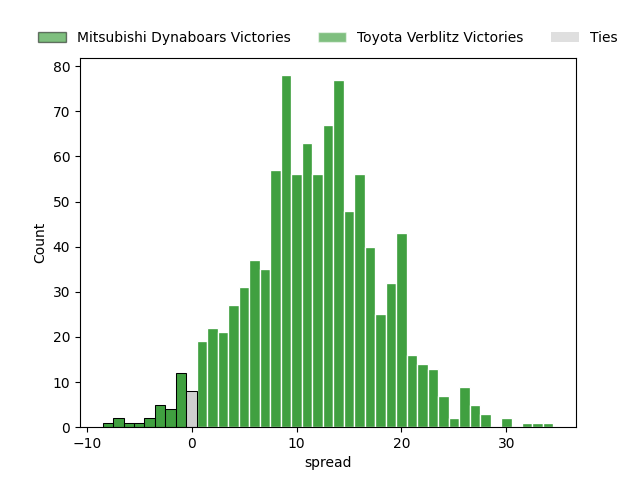 Mitsubishi Dynaboars Victories Toyota Verblitz Victories Ties
80
70
60
50
40
30
20
10
0
Count
−10 0 10 20 30
spread